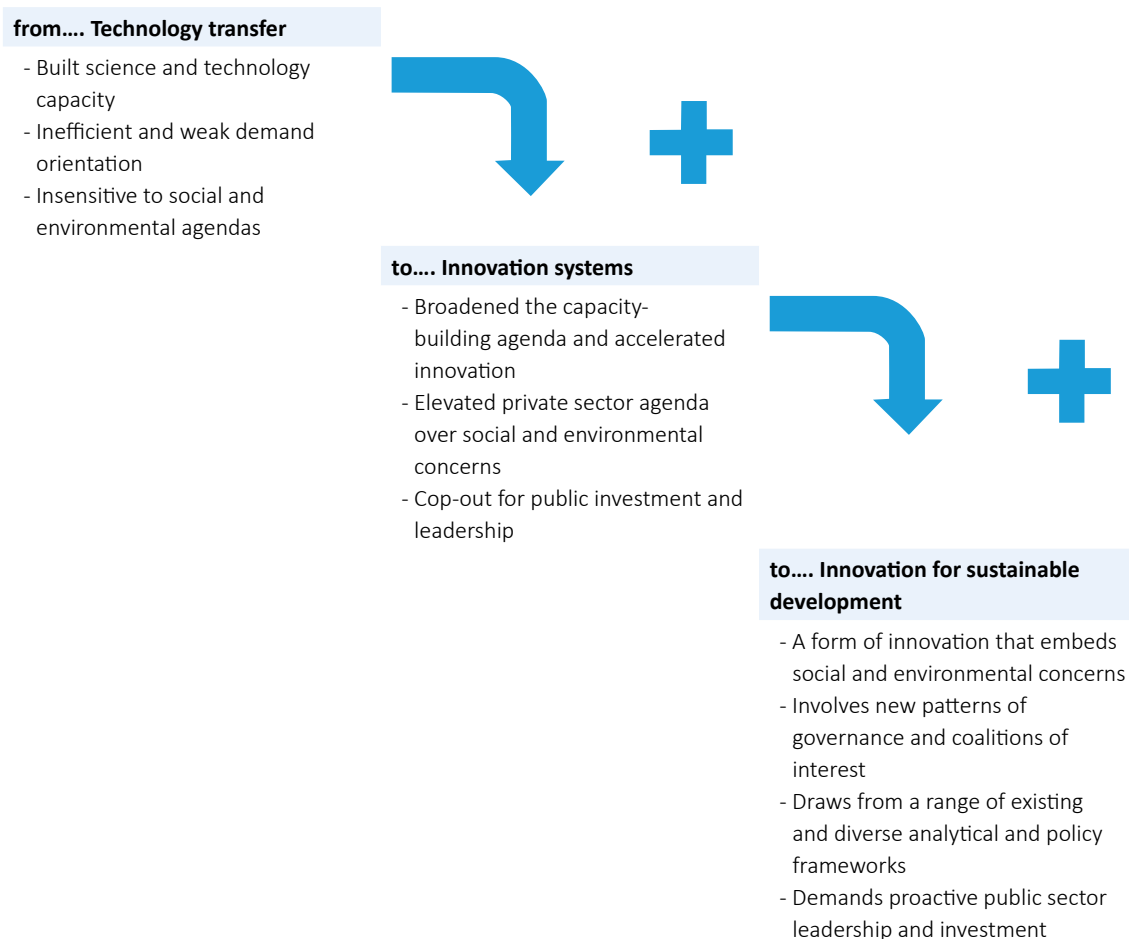 from.... Technology transfer
- Built science and technology
capacity
- Inefficient and weak demand
orientation
- Insensitive to social and
environmental agendas
to.... Innovation systems
- Broadened the capacity-
building agenda and accelerated
innovation
- Elevated private sector agenda
over social and environmental
concerns
- Cop-out for public investment and
leadership
to.... Innovation for sustainable
development
- A form of innovation that embeds
social and environmental concerns
- Involves new patterns of
governance and coalitions of
interest
- Draws from a range of existing
and diverse analytical and policy
frameworks
- Demands proactive public sector
leadership and investment